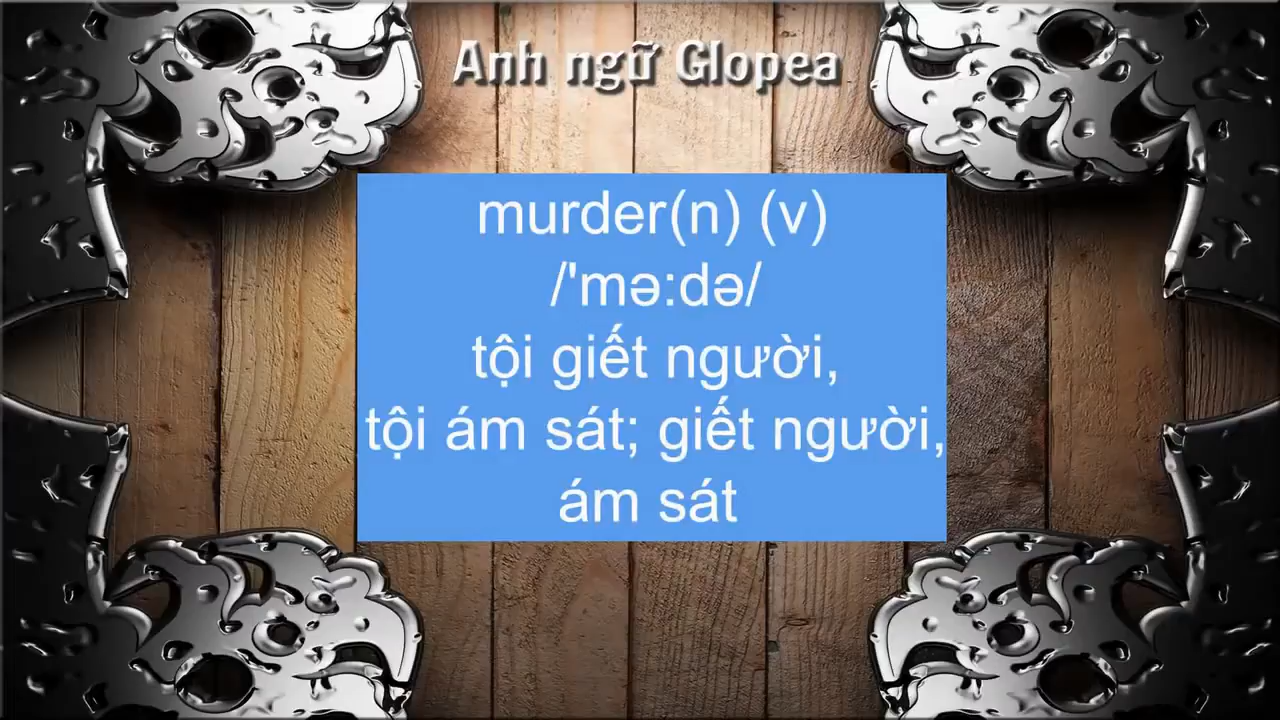 Anh ngữ Glopea
murder(n) (v)
/'mə:də/
tội giết người,
tội ám sát; giết người,
ám sát